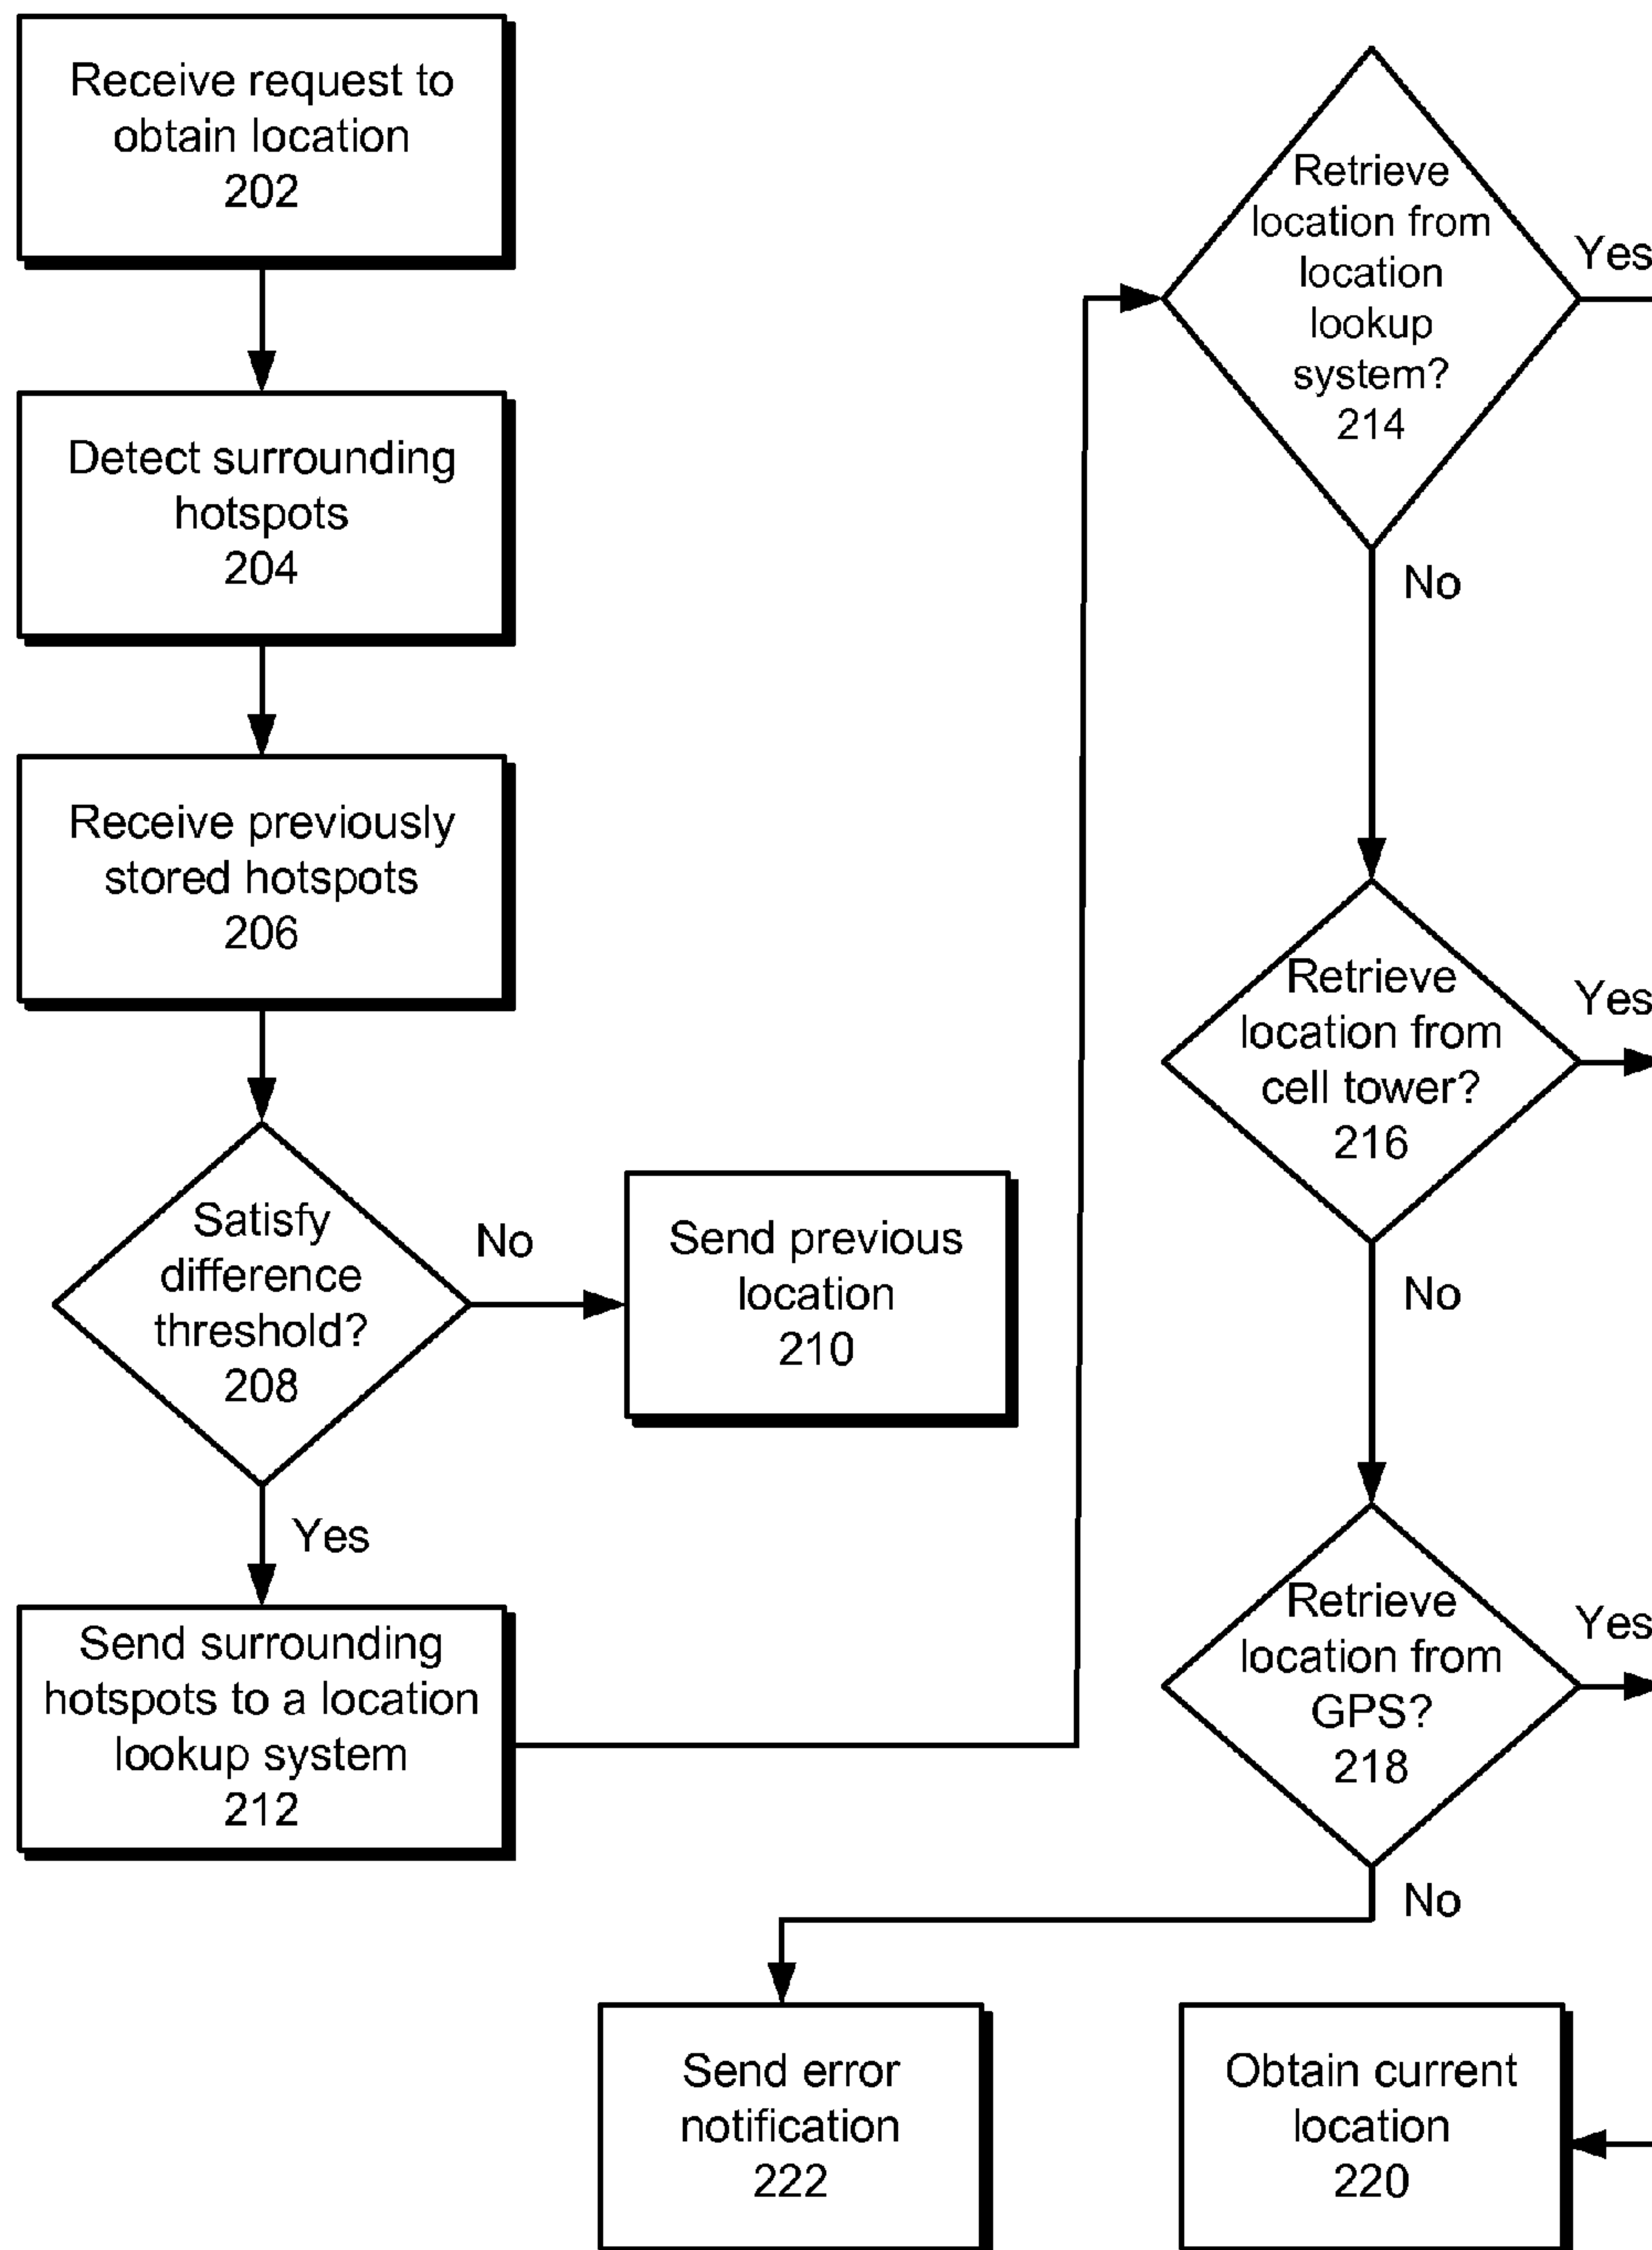 Receive request to
obtain location
202
Detect surrounding
hotspots
204
Receive previously
stored hotspots
206
Satisfy
difference
threshold?
208
No
Send previous
location
210
Yes
Send surrounding
hotspots to a location
lookup system
212
Retrieve
location from
location
lookup
system?
214
Yes
No
Retrieve
location from
cell tower?
216
Yes
No
Retrieve
location from
GPS?
218
Yes
No
Send error
notification
222
Obtain current
location
220